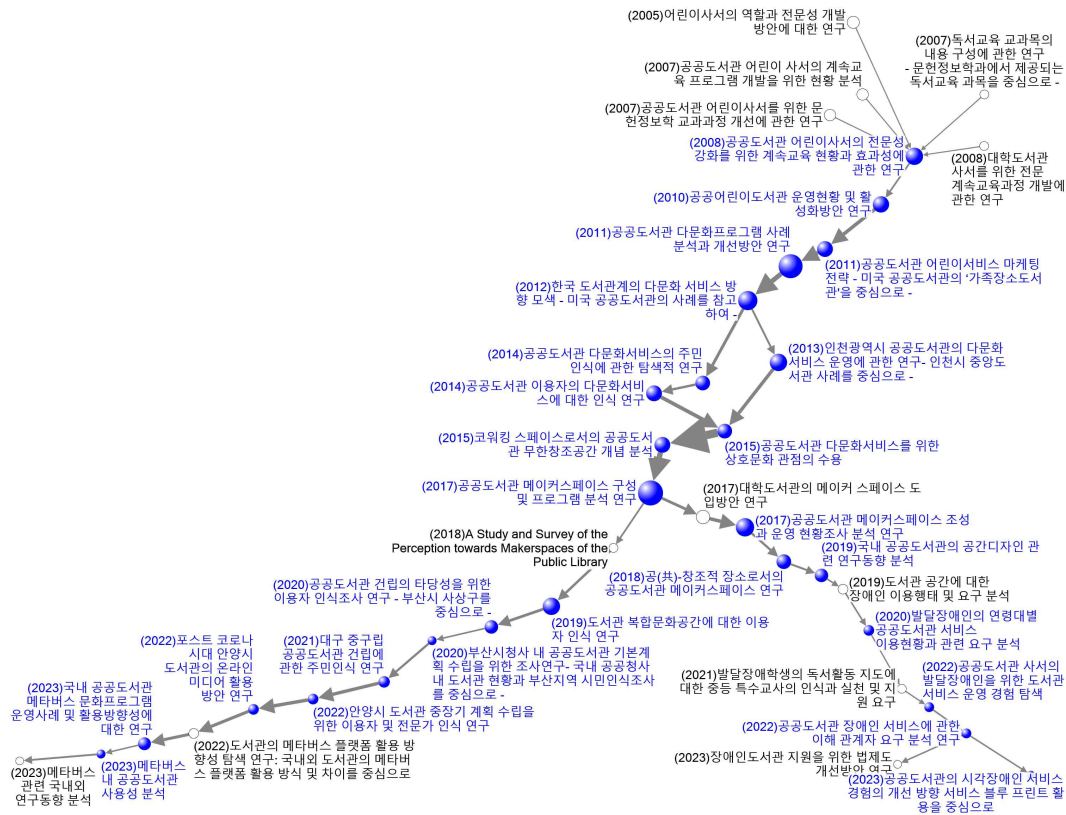 (2005)어린이사서의 역할과 전문성 개발
방안에 대한 연구
(2007)독서교육 교과목의
내용 구성에 관한 연구
- 문헌정보학과에서 제공되는
독서교육 과목을 중심으로 -
(2007)공공도서관 어린이 사서의 계속교
육 프로그램 개발을 위한 현황 분석
(2007)공공도서관 어린이사서를 위한 문
헌정보학 교과과정 개선에 관한 연구
(2008)공공도서관 어린이사서의 전문성
강화를 위한 계속교육 현황과 효과성에
관한 연구
(2008)대학도서관
사서를 위한 전문
계속교육과정 개발에
관한 연구
(2010)공공어린이도서관 운영현황 및 활
성화방안 연구
(2011)공공도서관 다문화프로그램 사례
분석과 개선방안 연구
(2011)공공도서관 어린이서비스 마케팅
전략 - 미국 공공도서관의 '가족장소도서
관'을 중심으로 -
(2012)한국 도서관계의 다문화 서비스 방
향 모색 - 미국 공공도서관의 사례를 참고
하여 -
(2013)인천광역시 공공도서관의 다문화
서비스 운영에 관한 연구- 인천시 중앙도
서관 사례를 중심으로 -
(2014)공공도서관 다문화서비스의 주민
인식에 관한 탐색적 연구
(2014)공공도서관 이용자의 다문화서비
스에 대한 인식 연구
(2015)코워킹 스페이스로서의 공공도서
관 무한창조공간 개념 분석
(2015)공공도서관 다문화서비스를 위한
상호문화 관점의 수용
(2017)공공도서관 메이커스페이스 구성
및 프로그램 분석 연구
(2017)대학도서관의 메이커 스페이스 도
입방안 연구
(2017)공공도서관 메이커스페이스 조성
과 운영 현황조사 분석 연구
(2018)A Study and Survey of the
Perception towards Makerspaces of the
Public Library
(2019)국내 공공도서관의 공간디자인 관
련 연구동향 분석
(2018)공(共)-창조적 장소로서의
공공도서관 메이커스페이스 연구
(2019)도서관 공간에 대한
장애인 이용행태 및 요구 분석
(2020)공공도서관 건립의 타당성을 위한
이용자 인식조사 연구 - 부산시 사상구를
중심으로 -
(2019)도서관 복합문화공간에 대한 이용
자 인식 연구
(2020)발달장애인의 연령대별
공공도서관 서비스
이용현황과 관련 요구 분석
(2022)포스트 코로나
시대 안양시
도서관의 온라인
미디어 활용
방안 연구
(2021)대구 중구립
공공도서관 건립에
관한 주민인식 연구
(2020)부산시청사 내 공공도서관 기본계
획 수립을 위한 조사연구- 국내 공공청사
내 도서관 현황과 부산지역 시민인식조사
를 중심으로 -
(2021)발달장애학생의 독서활동 지도에
대한 중등 특수교사의 인식과 실천 및 지
원 요구
(2022)공공도서관 사서의
발달장애인을 위한 도서관
서비스 운영 경험 탐색
(2023)국내 공공도서관
메타버스 문화프로그램
운영사례 및 활용방향성에
대한 연구
(2022)안양시 도서관 중장기 계획 수립을
위한 이용자 및 전문가 인식 연구
(2022)공공도서관 장애인 서비스에 관한
이해 관계자 요구 분석 연구
(2022)도서관의 메타버스 플랫폼 활용 방
향성 탐색 연구: 국내외 도서관의 메타버
스 플랫폼 활용 방식 및 차이를 중심으로
(2023)장애인도서관 지원을 위한 법제도
개선방안 연구
(2023)메타버스
관련 국내외
연구동향 분석
(2023)메타버스
내 공공도서관
사용성 분석
(2023)공공도서관의 시각장애인 서비스
경험의 개선 방향 서비스 블루 프린트 활
용을 중심으로